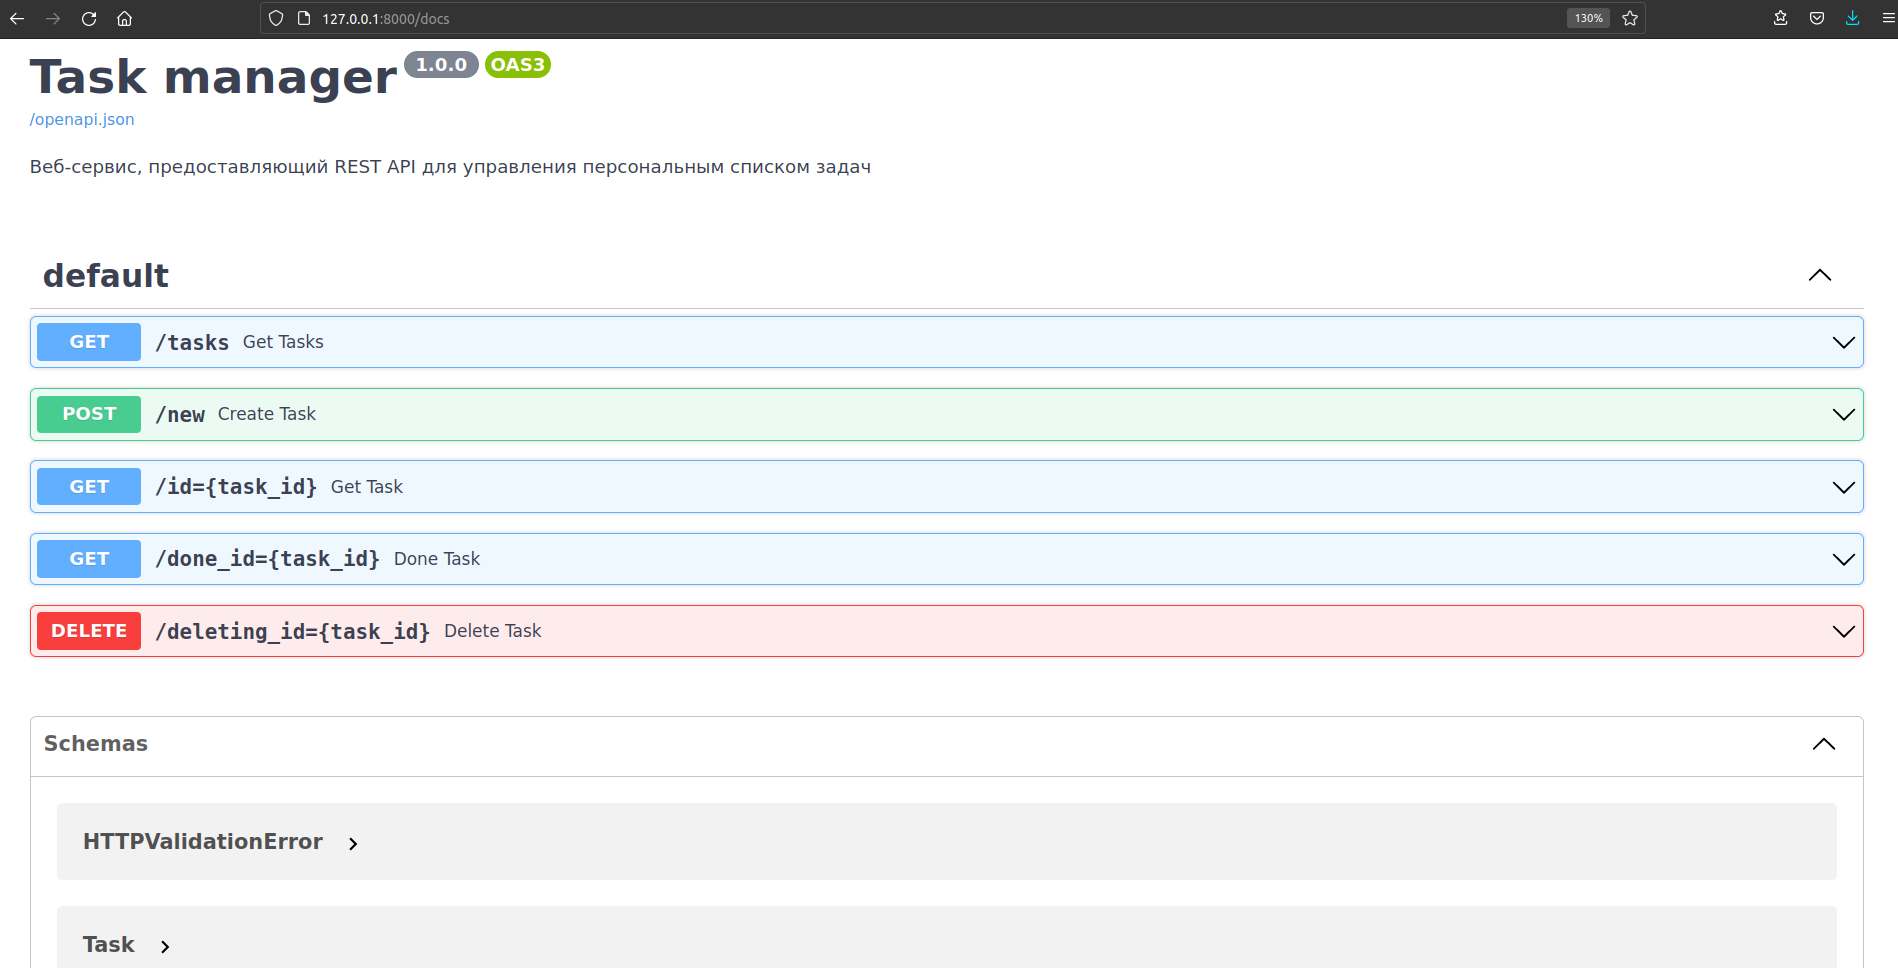 127.0.0.1:8000/docs 130%
Task manager 1.0.0 OAS3
/openapi.json
Веб-сервис, предоставляющий REST API для управления персональным списком задач
default
GET /tasks Get Tasks
POST /new Create Task
GET /id={task_id} Get Task
GET /done_id={task_id} Done Task
DELETE /deleting_id={task_id} Delete Task
Schemas
HTTPValidationError
Task